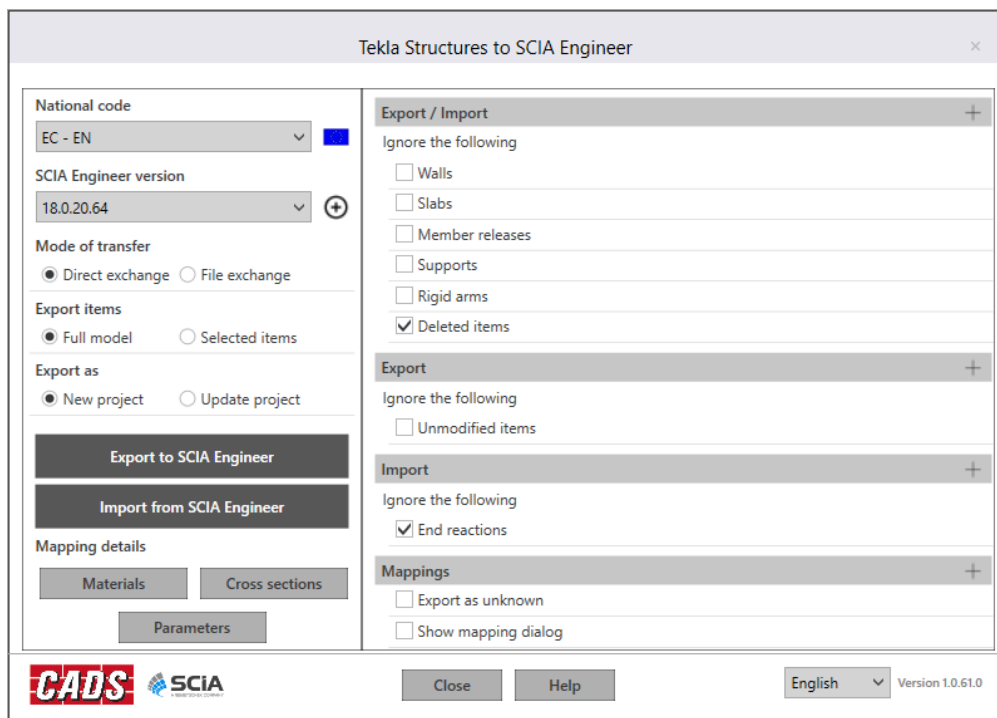 Tekla Structures to SCIA Engineer
National code
EC - EN
SCIA Engineer version
18.0.20.64
Mode of transfer
Direct exchange File exchange
Export items
Full model Selected items
Export as
New project Update project
Export to SCIA Engineer
Import from SCIA Engineer
Mapping details
Materials Cross sections
Parameters
Export / Import
Ignore the following
Walls
Slabs
Member releases
Supports
Rigid arms
Deleted items
Export
Ignore the following
Unmodified items
Import
Ignore the following
End reactions
Mappings
Export as unknown
Show mapping dialog
CADS SCIA
Close Help
English Version 1.0.61.0